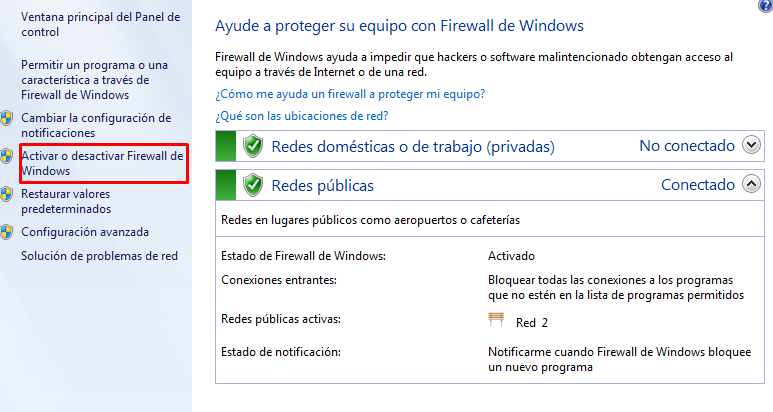 Ventana principal del Panel de
control
Permitir un programa o una
característica a través de
Firewall de Windows
Cambiar la configuración de
notificaciones
Activar o desactivar Firewall de
Windows
Restaurar valores
predeterminados
Configuración avanzada
Solución de problemas de red
Ayude a proteger su equipo con Firewall de Windows
Firewall de Windows ayuda a impedir que hackers o software malintencionado obtengan acceso al
equipo a través de Internet o de una red.
¿Cómo me ayuda un firewall a proteger mi equipo?
¿Qué son las ubicaciones de red?
Redes domésticas o de trabajo (privadas) No conectado
Redes públicas Conectado
Redes en lugares públicos como aeropuertos o cafeterías
Estado de Firewall de Windows: Activado
Conexiones entrantes: Bloquear todas las conexiones a los programas
que no estén en la lista de programas permitidos
Redes públicas activas: Red 2
Estado de notificación: Notificarme cuando Firewall de Windows bloquee
un nuevo programa